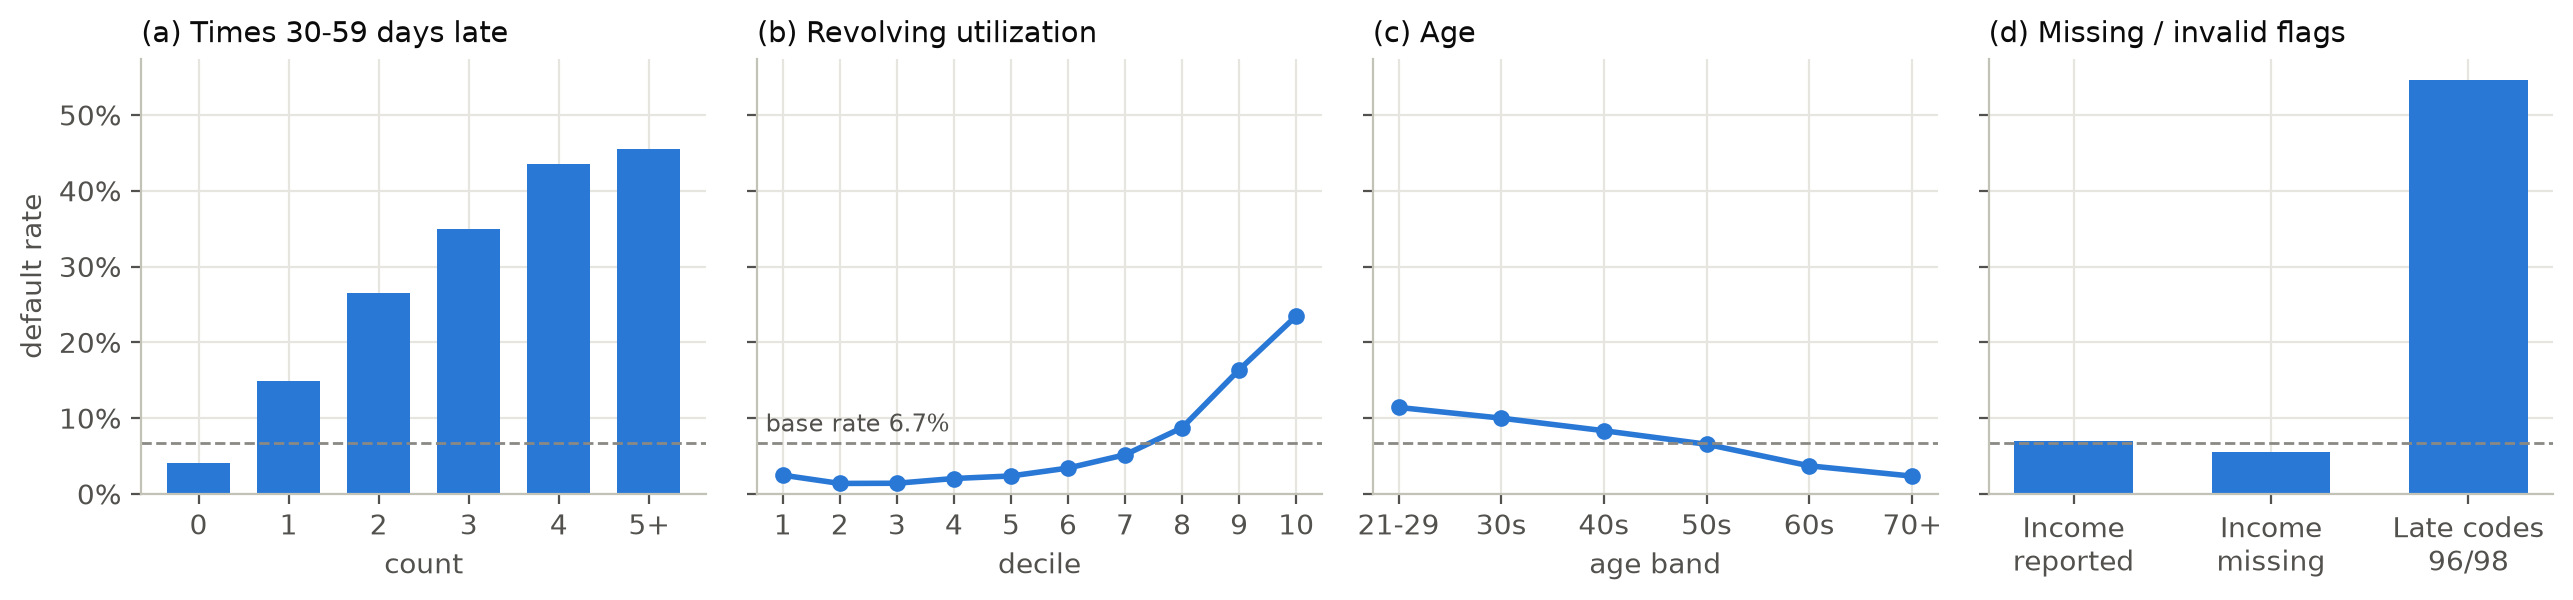 (a) Times 30-59 days late
default rate
50%
40%
30%
20%
10%
0%
0 1 2 3 4 5+
count
(b) Revolving utilization
base rate 6.7%
1 2 3 4 5 6 7 8 9 10
decile
(c) Age
21-29 30s 40s 50s 60s 70+
age band
(d) Missing / invalid flags
Income reported
Income missing
Late codes 96/98